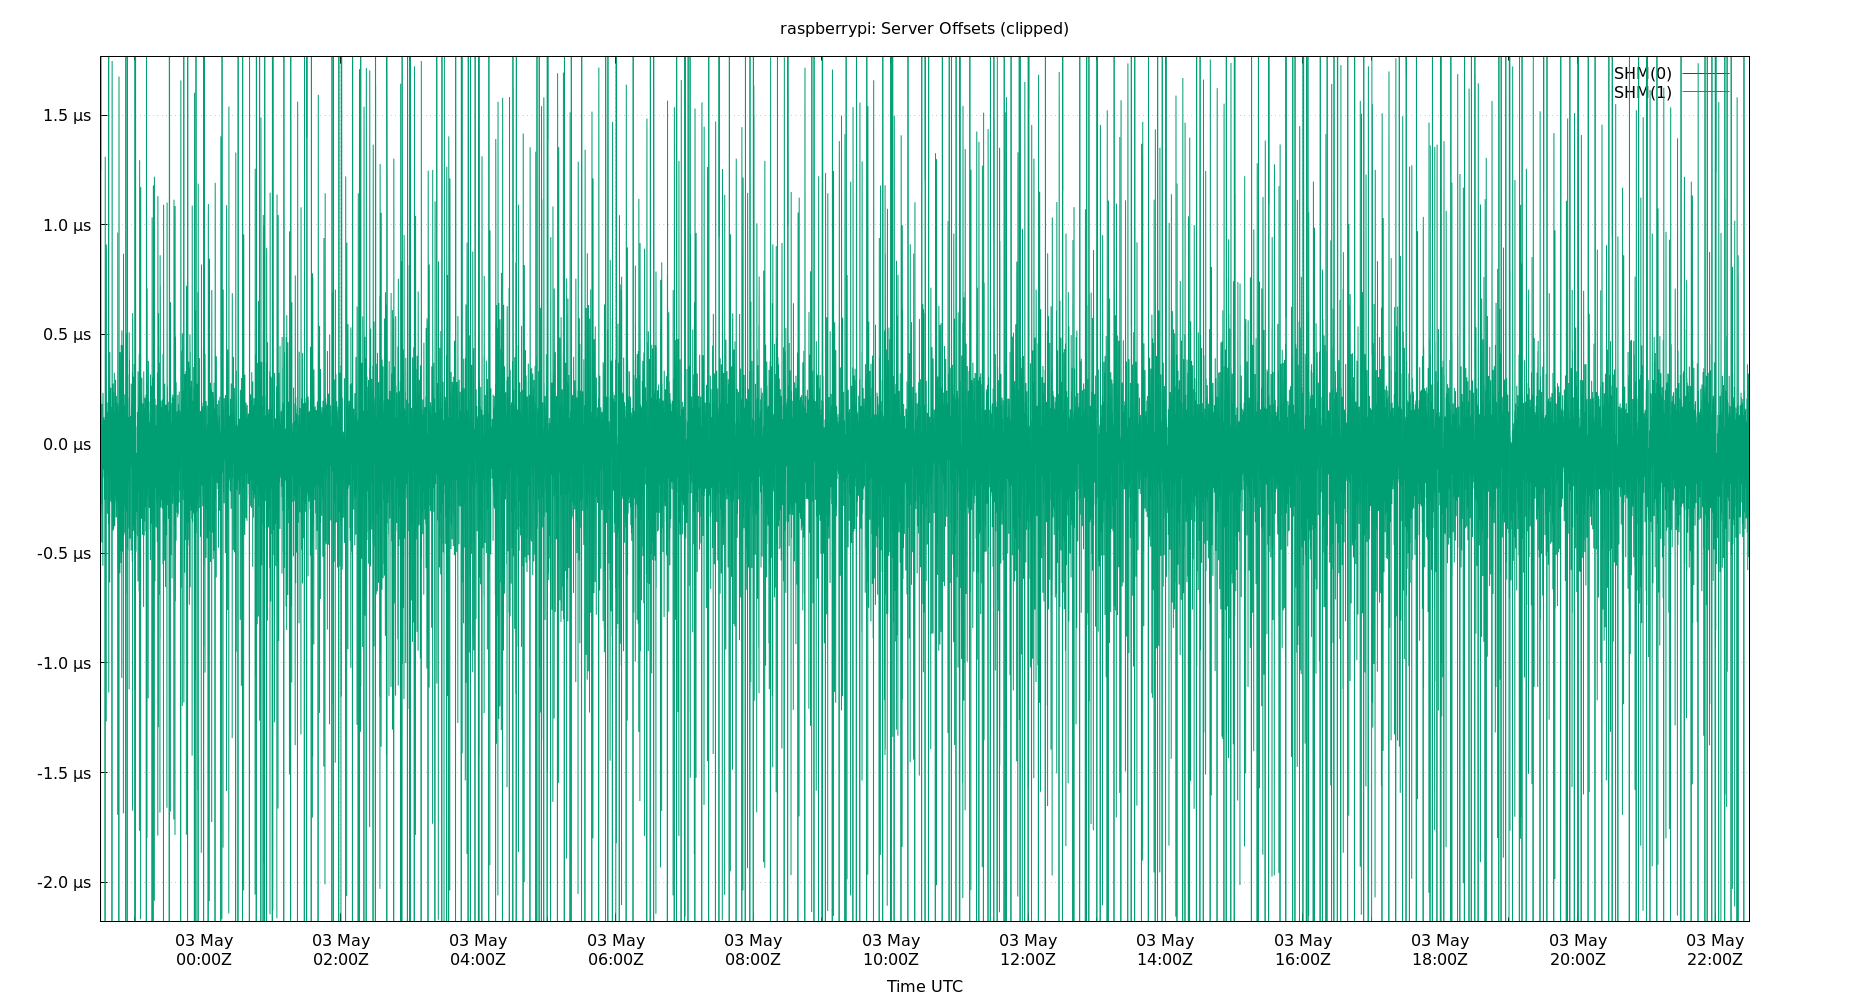 raspberrypi: Server Offsets (clipped)
SHM(0)
SHM(1)
1.5 µs
1.0 µs
0.5 µs
0.0 µs
-0.5 µs
-1.0 µs
-1.5 µs
-2.0 µs
03 May 03 May 03 May 03 May 03 May 03 May 03 May 03 May 03 May 03 May 03 May 03 May
00:00Z 02:00Z 04:00Z 06:00Z 08:00Z 10:00Z 12:00Z 14:00Z 16:00Z 18:00Z 20:00Z 22:00Z
Time UTC